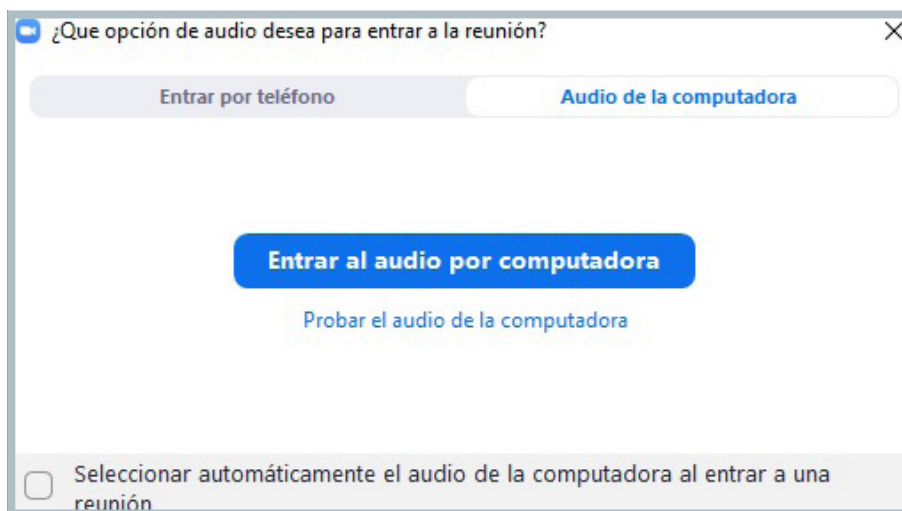 ¿Que opción de audio desea para entrar a la reunión?
Entrar por teléfono
Audio de la computadora
Entrar al audio por computadora
Probar el audio de la computadora
Seleccionar automáticamente el audio de la computadora al entrar a una
reunión